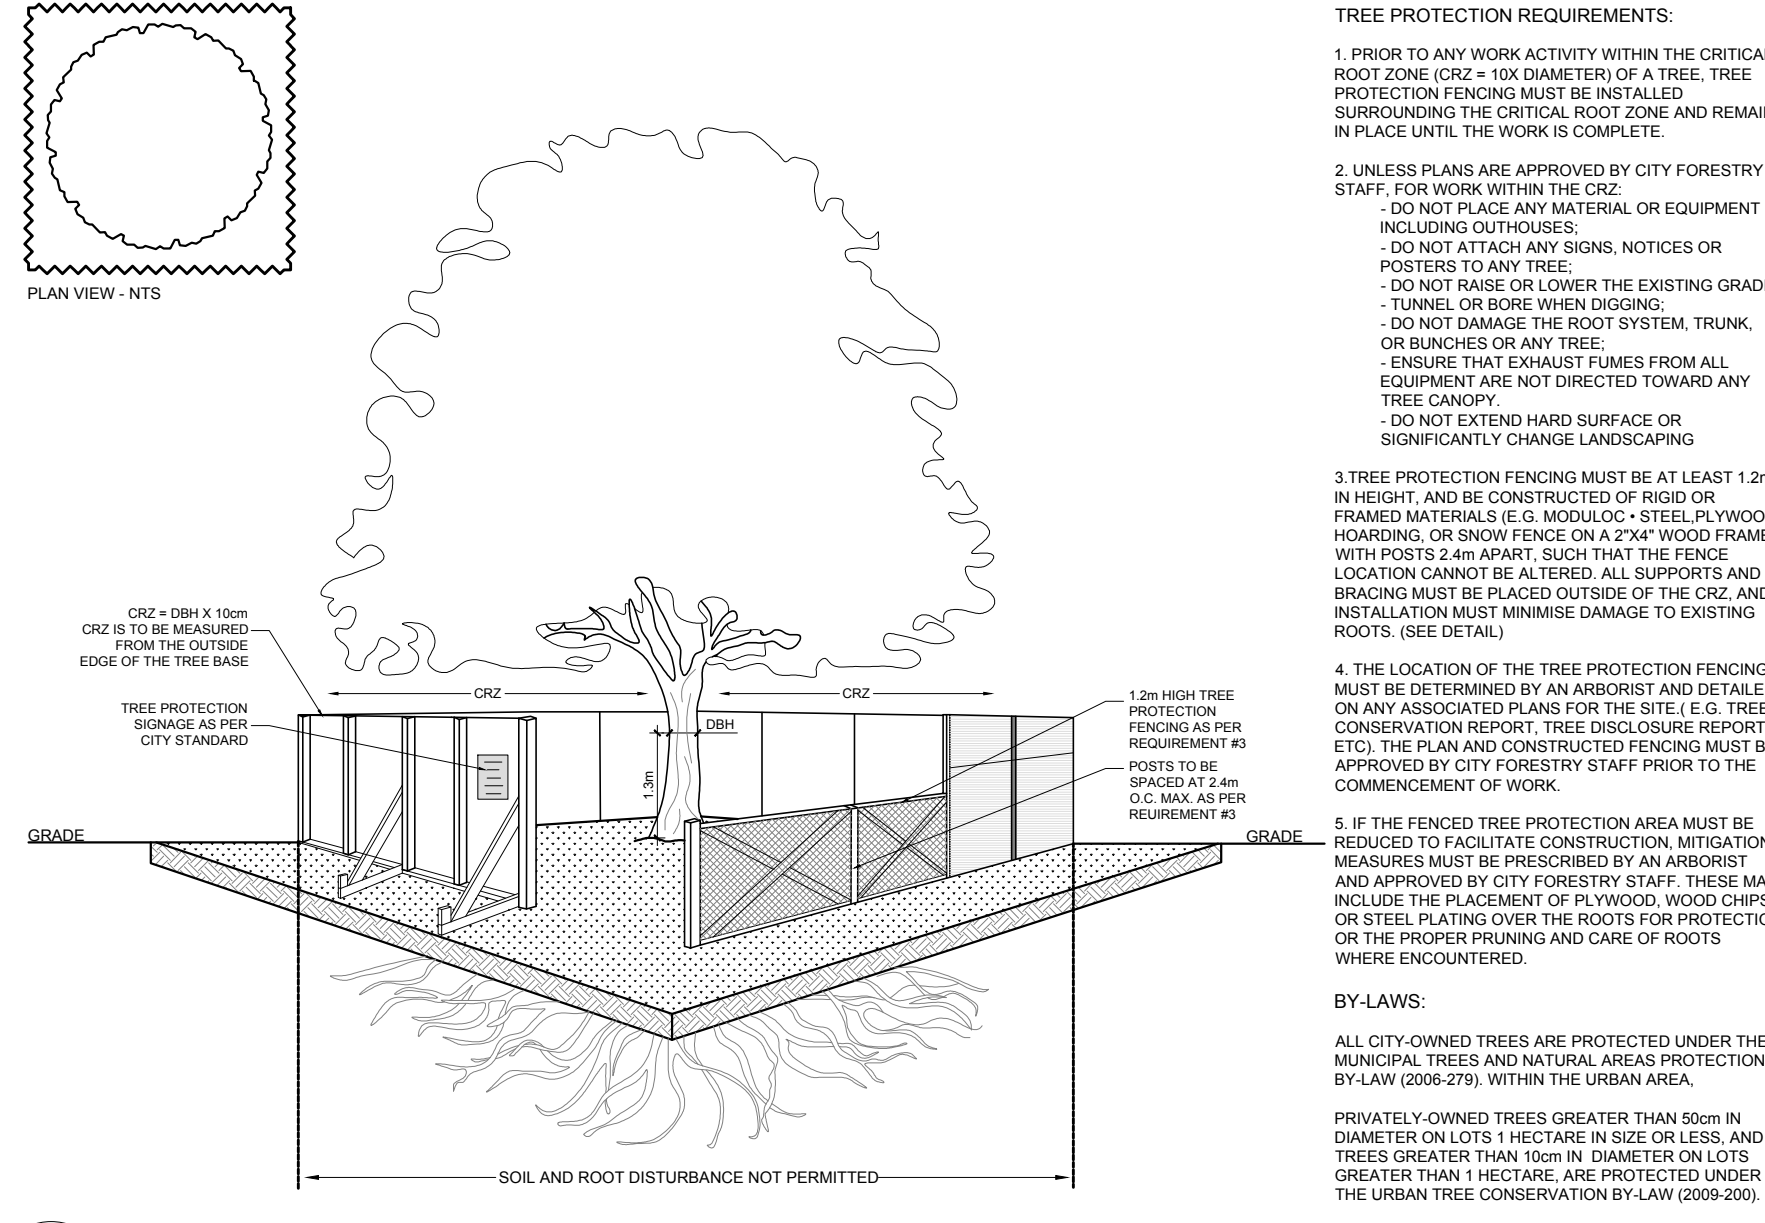 PLAN VIEW - NTS
CRZ = DBH X 10cm
CRZ IS TO BE MEASURED
FROM THE OUTSIDE
EDGE OF THE TREE BASE
TREE PROTECTION
SIGNAGE AS PER
CITY STANDARD
CRZ
CRZ
DBH
1.3m
1.2m HIGH TREE
PROTECTION
FENCING AS PER
REQUIREMENT #3
POSTS TO BE
SPACED AT 2.4m
O.C. MAX. AS PER
REUIREMENT #3
GRADE
GRADE
SOIL AND ROOT DISTURBANCE NOT PERMITTED
TREE PROTECTION REQUIREMENTS:
1. PRIOR TO ANY WORK ACTIVITY WITHIN THE CRITICA
ROOT ZONE (CRZ = 10X DIAMETER) OF A TREE, TREE
PROTECTION FENCING MUST BE INSTALLED
SURROUNDING THE CRITICAL ROOT ZONE AND REMAI
IN PLACE UNTIL THE WORK IS COMPLETE.
2. UNLESS PLANS ARE APPROVED BY CITY FORESTRY
STAFF, FOR WORK WITHIN THE CRZ:
- DO NOT PLACE ANY MATERIAL OR EQUIPMENT
INCLUDING OUTHOUSES;
- DO NOT ATTACH ANY SIGNS, NOTICES OR
POSTERS TO ANY TREE;
- DO NOT RAISE OR LOWER THE EXISTING GRAD
- TUNNEL OR BORE WHEN DIGGING;
- DO NOT DAMAGE THE ROOT SYSTEM, TRUNK,
OR BUNCHES OR ANY TREE;
- ENSURE THAT EXHAUST FUMES FROM ALL
EQUIPMENT ARE NOT DIRECTED TOWARD ANY
TREE CANOPY.
- DO NOT EXTEND HARD SURFACE OR
SIGNIFICANTLY CHANGE LANDSCAPING
3.TREE PROTECTION FENCING MUST BE AT LEAST 1.2
IN HEIGHT, AND BE CONSTRUCTED OF RIGID OR
FRAMED MATERIALS (E.G. MODULOC • STEEL,PLYWOO
HOARDING, OR SNOW FENCE ON A 2"X4" WOOD FRAME
WITH POSTS 2.4m APART, SUCH THAT THE FENCE
LOCATION CANNOT BE ALTERED. ALL SUPPORTS AND
BRACING MUST BE PLACED OUTSIDE OF THE CRZ, AND
INSTALLATION MUST MINIMISE DAMAGE TO EXISTING
ROOTS. (SEE DETAIL)
4. THE LOCATION OF THE TREE PROTECTION FENCING
MUST BE DETERMINED BY AN ARBORIST AND DETAILE
ON ANY ASSOCIATED PLANS FOR THE SITE.( E.G. TREE
CONSERVATION REPORT, TREE DISCLOSURE REPORT
ETC). THE PLAN AND CONSTRUCTED FENCING MUST B
APPROVED BY CITY FORESTRY STAFF PRIOR TO THE
COMMENCEMENT OF WORK.
5. IF THE FENCED TREE PROTECTION AREA MUST BE
REDUCED TO FACILITATE CONSTRUCTION, MITIGATION
MEASURES MUST BE PRESCRIBED BY AN ARBORIST
AND APPROVED BY CITY FORESTRY STAFF. THESE MA
INCLUDE THE PLACEMENT OF PLYWOOD, WOOD CHIPS
OR STEEL PLATING OVER THE ROOTS FOR PROTECTIO
OR THE PROPER PRUNING AND CARE OF ROOTS
WHERE ENCOUNTERED.
BY-LAWS:
ALL CITY-OWNED TREES ARE PROTECTED UNDER THE
MUNICIPAL TREES AND NATURAL AREAS PROTECTION
BY-LAW (2006-279). WITHIN THE URBAN AREA,
PRIVATELY-OWNED TREES GREATER THAN 50cm IN
DIAMETER ON LOTS 1 HECTARE IN SIZE OR LESS, AND
TREES GREATER THAN 10cm IN DIAMETER ON LOTS
GREATER THAN 1 HECTARE, ARE PROTECTED UNDER
THE URBAN TREE CONSERVATION BY-LAW (2009-200).